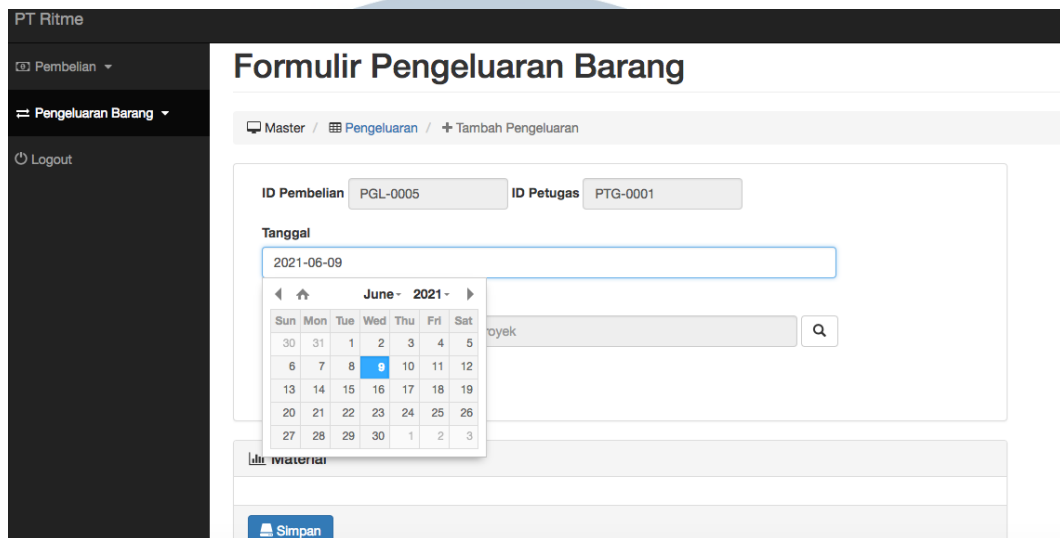 PT Ritme
Pembelian
Pengeluaran Barang
Logout
Formulir Pengeluaran Barang
Master / Pengeluaran / + Tambah Pengeluaran
ID Pembelian PGL-0005 ID Petugas PTG-0001
Tanggal
2021-06-09
June 2021
Sun Mon Tue Wed Thu Fri Sat
30 31 1 2 3 4 5
6 7 8 9 10 11 12
13 14 15 16 17 18 19
20 21 22 23 24 25 26
27 28 29 30 1 2 3
Material
Simpan